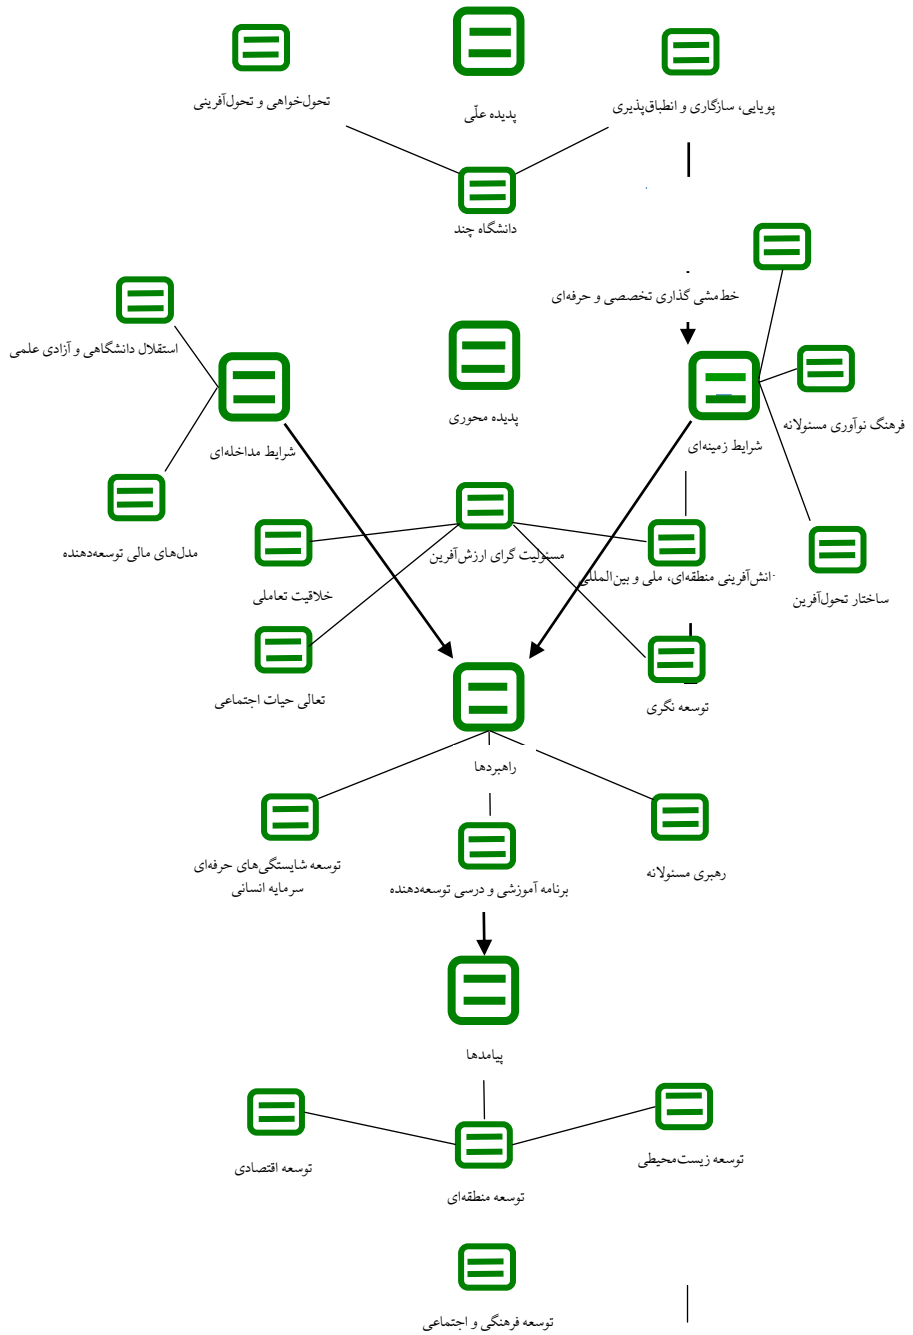 تحول‌خواهی و تحول‌آفرینی
پدیده علّی
پویایی، سازگاری و انطباق‌پذیری
دانشگاه چند
خط‌مشی گذاری تخصصی و حرفه‌ای
استقلال دانشگاهی و آزادی علمی
پدیده محوری
فرهنگ نوآوری مسئولانه
شرایط زمینه‌ای
شرایط مداخله‌ای
مدل‌های مالی توسعه‌دهنده
مسئولیت گرای ارزش‌آفرین
انش‌آفرینی منطقه‌ای، ملی و بین‌المللی
خلاقیت تعاملی
ساختار تحول‌آفرین
تعالی حیات اجتماعی
توسعه نگری
راهبردها
توسعه شایستگی‌های حرفه‌ای
سرمایه انسانی
برنامه آموزشی و درسی توسعه‌دهنده
رهبری مسئولانه
پیامدها
توسعه اقتصادی
توسعه زیست‌محیطی
توسعه منطقه‌ای
توسعه فرهنگی و اجتماعی